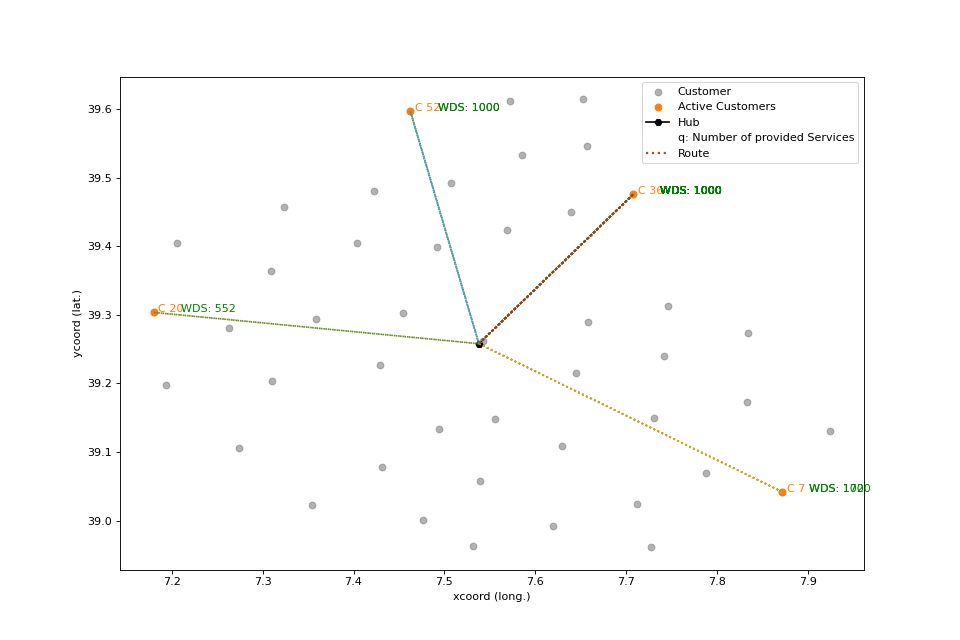 39.6
39.5
39.4
39.3
39.2
39.1
39.0
ycoord (lat.)
7.2 7.3 7.4 7.5 7.6 7.7 7.8 7.9
xcoord (long.)
Customer
Active Customers
Hub
q: Number of provided Services
Route
C 52 WDS: 1000
C 36 WDS: 1000
C 20 WDS: 552
C 7 WDS: